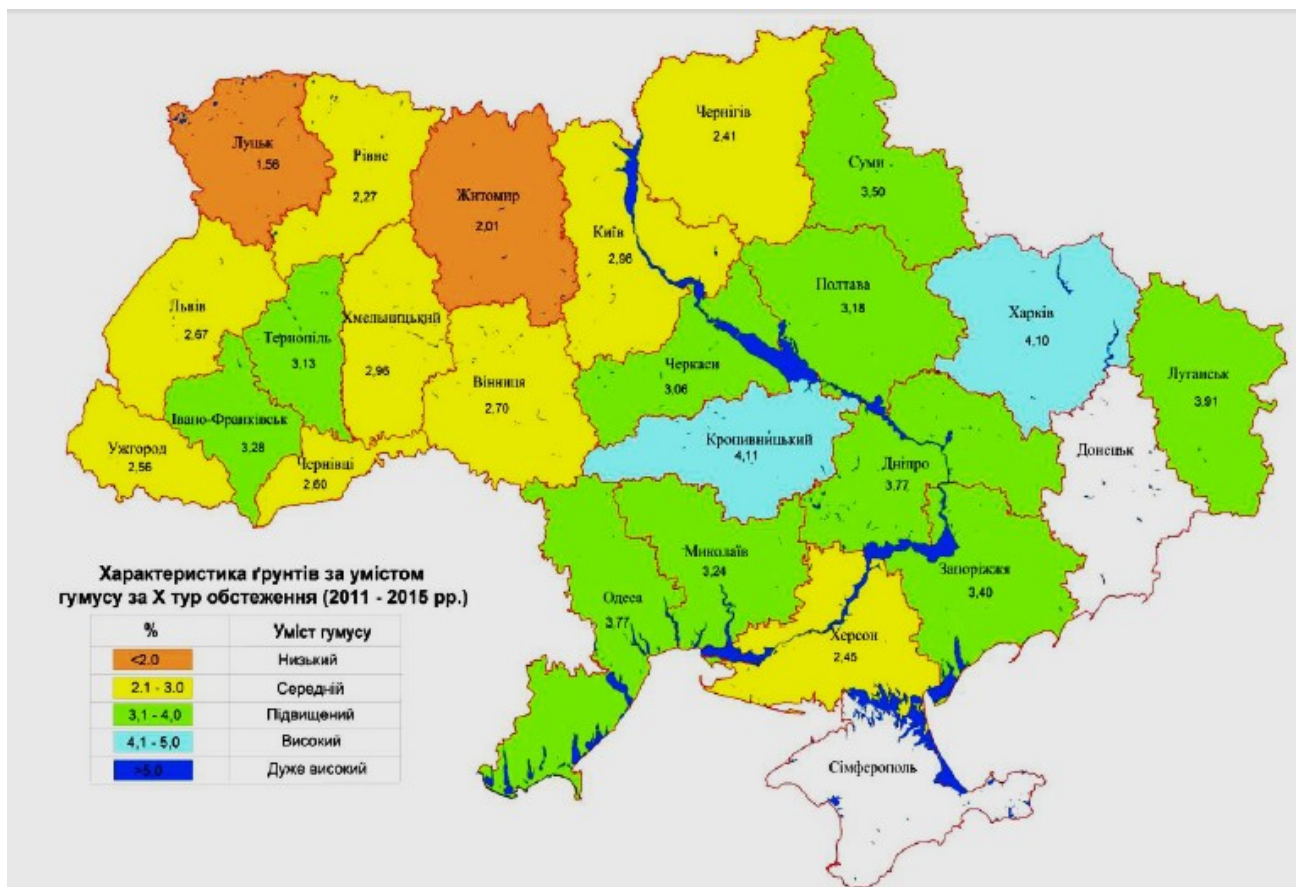 Чернігів
2,41
Луцьк
1,56
Рівне
2,27
Житомир
2,01
Київ
2,96
Суми
3,50
Львів
2,67
Тернопіль
3,13
Хмельницький
2,96
Вінниця
2,70
Черкаси
3,06
Полтава
3,18
Харків
4,10
Луганськ
3,91
Ужгород
2,56
Івано-Франківськ
3,28
Чернівці
2,60
Кропивницький
4,11
Дніпро
3,77
Донецьк
Одеса
3,77
Миколаїв
3,24
Херсон
2,45
Запоріжжя
3,40
Сімферополь
Характеристика ґрунтів за умістом
гумусу за X тур обстеження (2011 - 2015 рр.)
% Уміст гумусу
<2.0 Низький
2.1 - 3.0 Середній
3,1 - 4,0 Підвищений
4,1 - 5,0 Високий
>5.0 Дуже високий